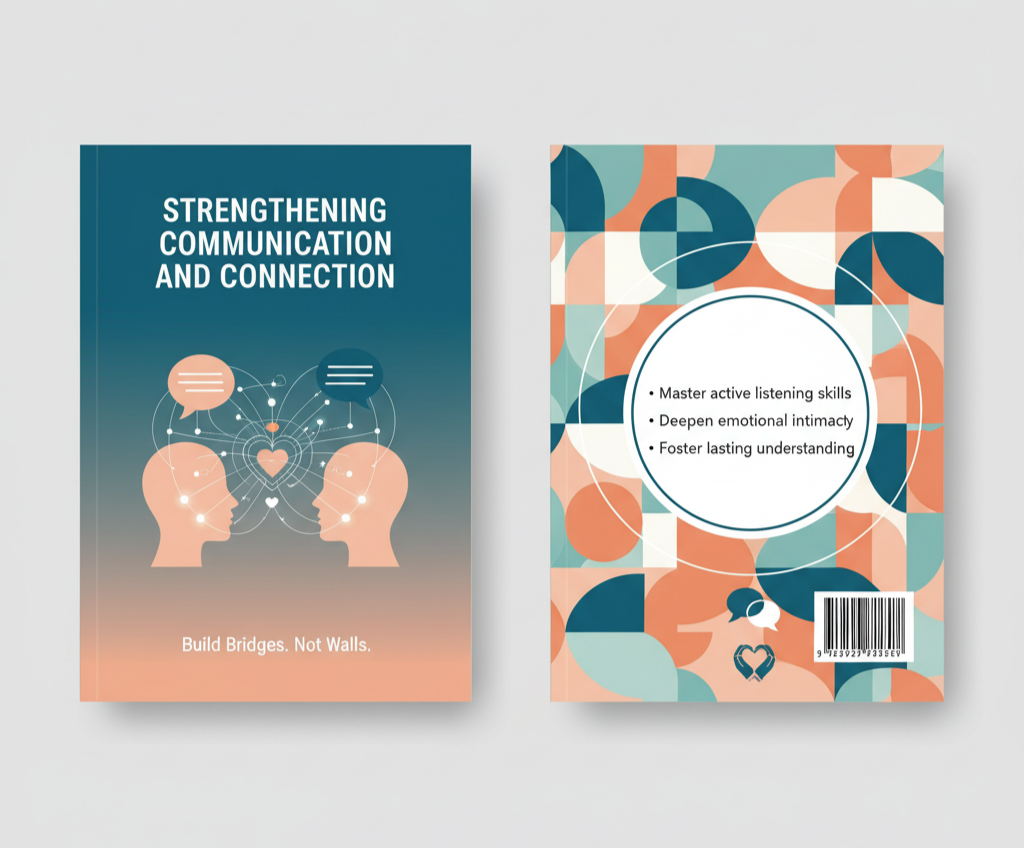 STRENGTHENING
COMMUNICATION
AND CONNECTION
Build Bridges. Not Walls.
• Master active listening skills
• Deepen emotional intimacy
• Foster lasting understanding